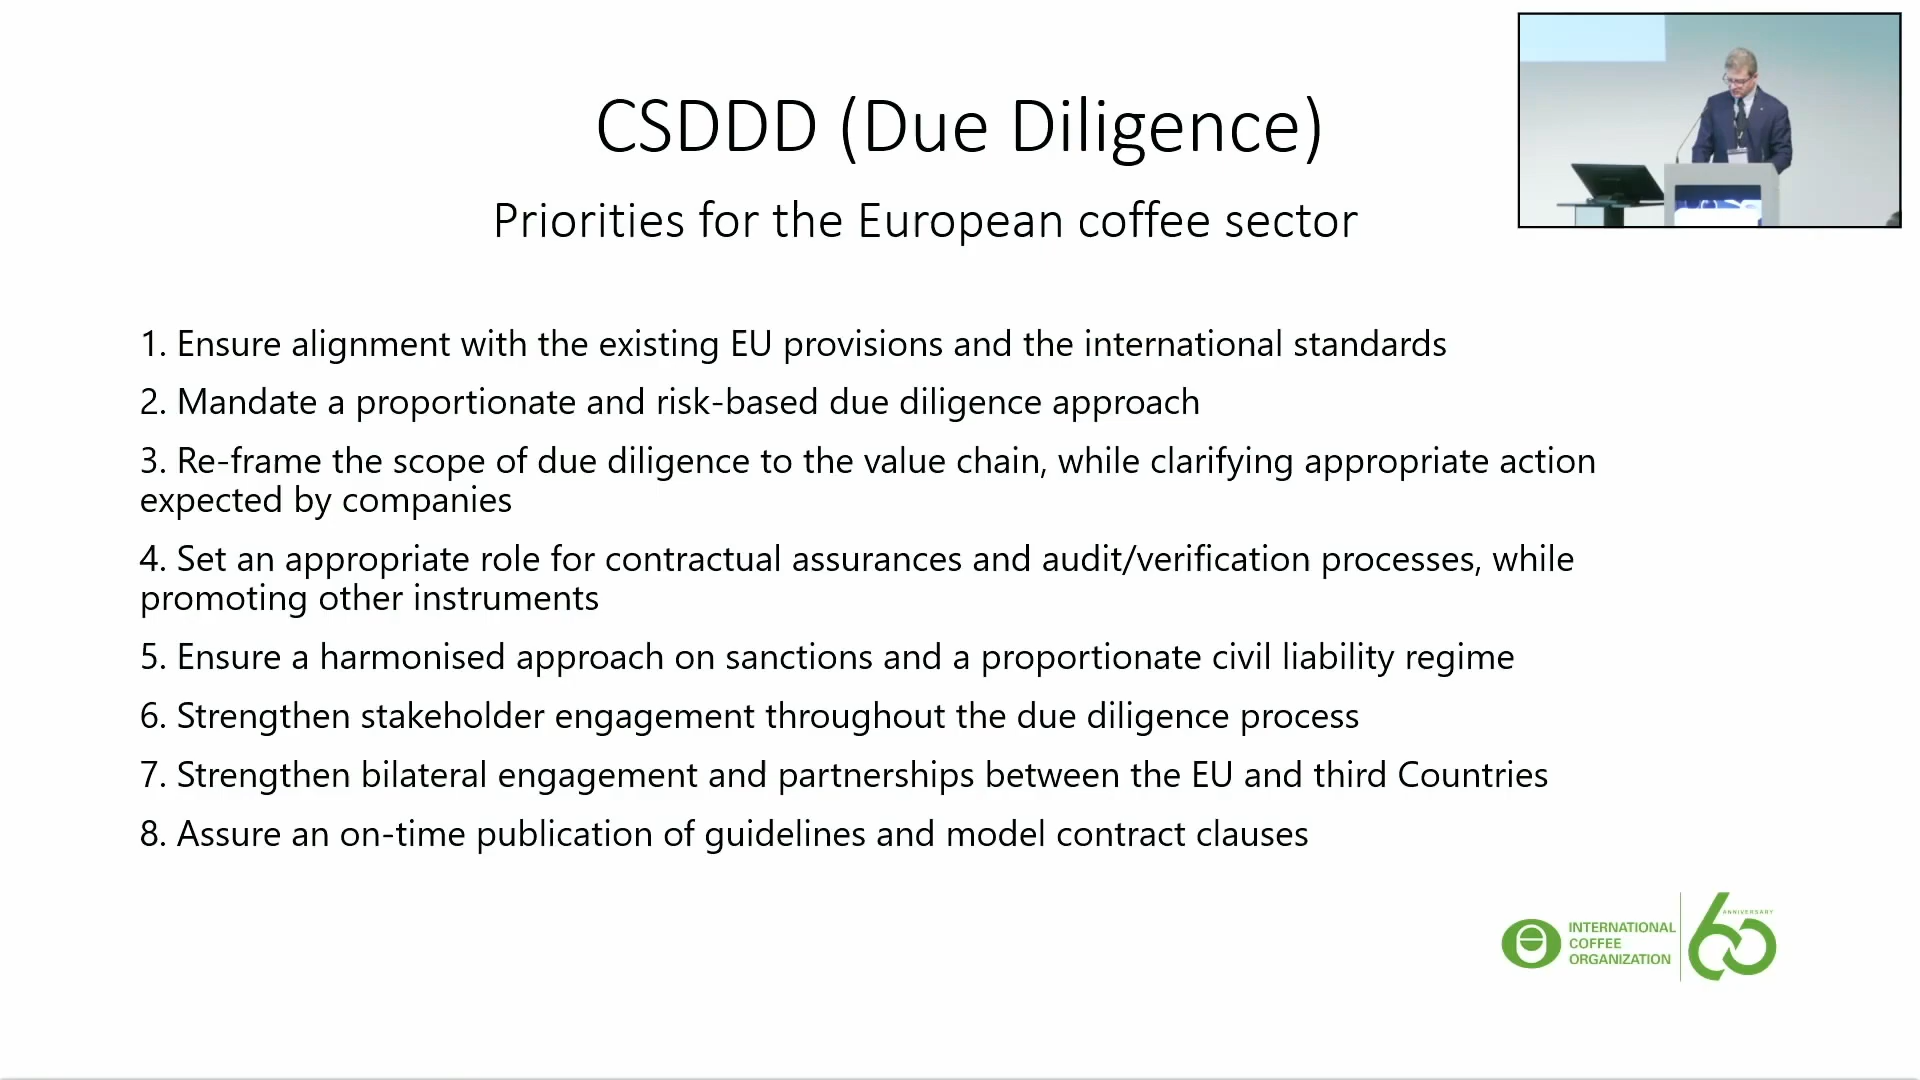 CSDDD (Due Diligence)
Priorities for the European coffee sector
1. Ensure alignment with the existing EU provisions and the international standards
2. Mandate a proportionate and risk-based due diligence approach
3. Re-frame the scope of due diligence to the value chain, while clarifying appropriate action
expected by companies
4. Set an appropriate role for contractual assurances and audit/verification processes, while
promoting other instruments
5. Ensure a harmonised approach on sanctions and a proportionate civil liability regime
6. Strengthen stakeholder engagement throughout the due diligence process
7. Strengthen bilateral engagement and partnerships between the EU and third Countries
8. Assure an on-time publication of guidelines and model contract clauses
INTERNATIONAL
COFFEE
ORGANIZATION
60
ANNIVERSARY